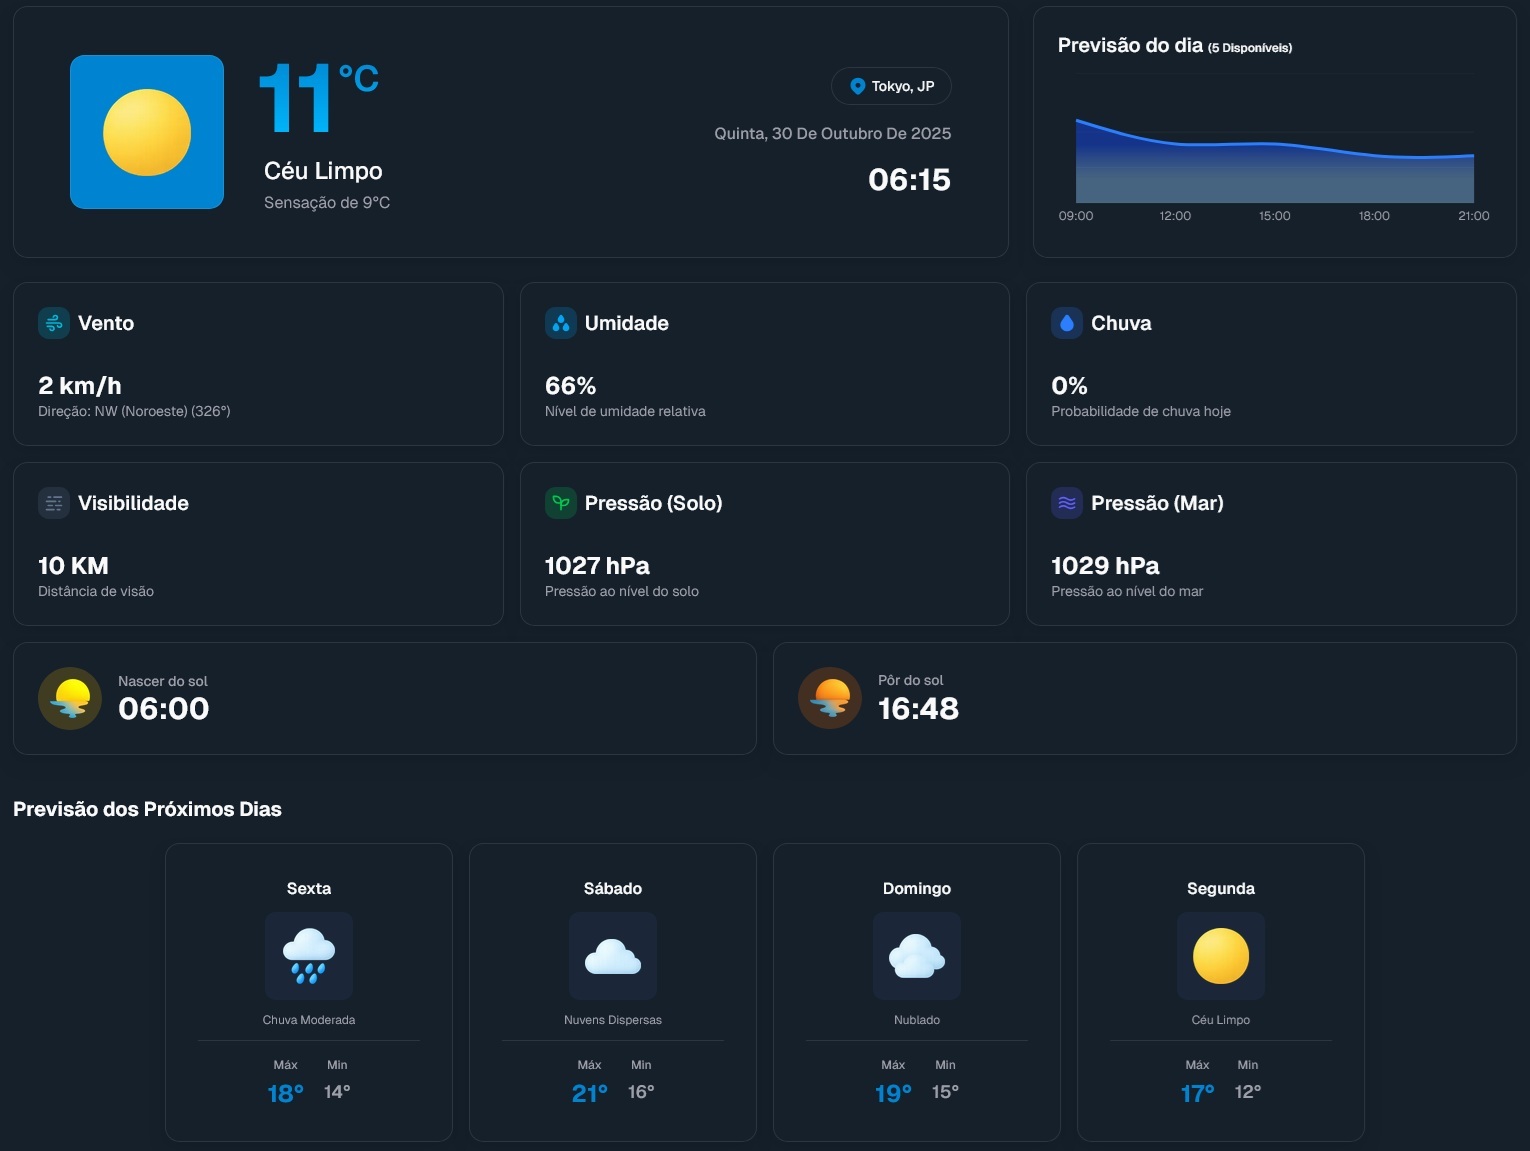 11°C
Céu Limpo
Sensação de 9°C
Tokyo, JP
Quinta, 30 De Outubro De 2025
06:15
Previsão do dia (5 Disponíveis)
09:00 12:00 15:00 18:00 21:00
Vento
2 km/h
Direção: NW (Noroeste) (326°)
Umidade
66%
Nível de umidade relativa
Chuva
0%
Probabilidade de chuva hoje
Visibilidade
10 KM
Distância de visão
Pressão (Solo)
1027 hPa
Pressão ao nível do solo
Pressão (Mar)
1029 hPa
Pressão ao nível do mar
Nascer do sol
06:00
Pôr do sol
16:48
Previsão dos Próximos Dias
Sexta
Chuva Moderada
Máx Min
18° 14°
Sábado
Nuvens Dispersas
Máx Min
21° 16°
Domingo
Nublado
Máx Min
19° 15°
Segunda
Céu Limpo
Máx Min
17° 12°